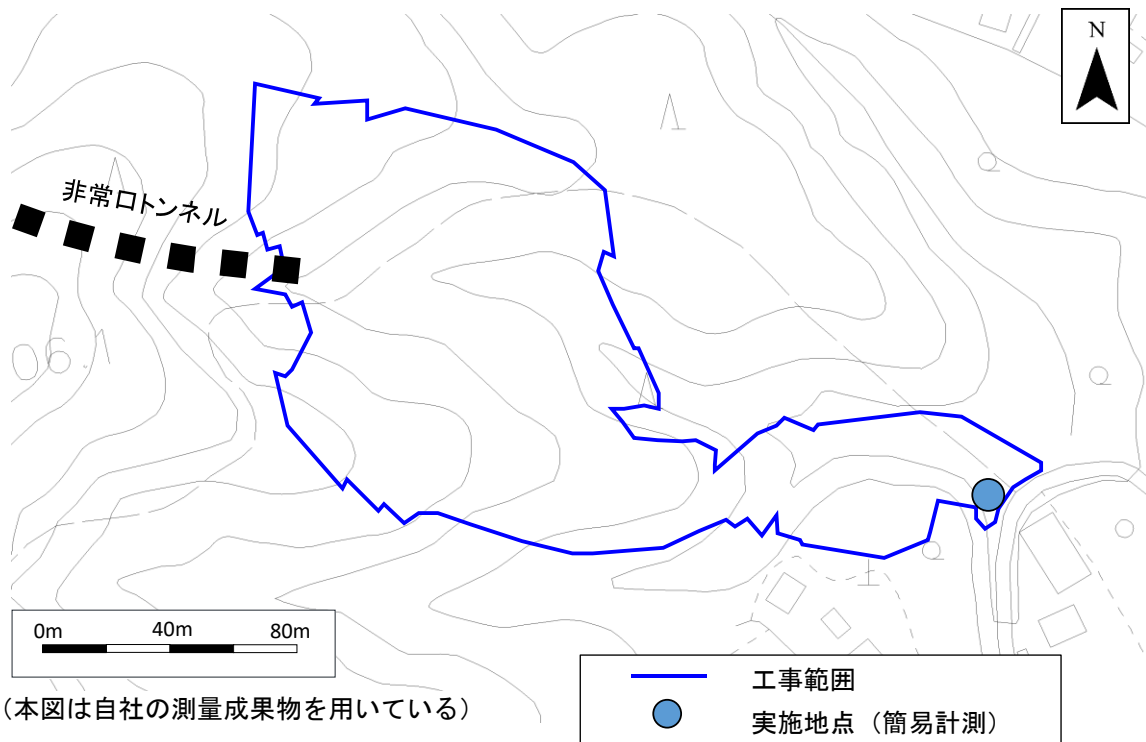 N
非常口トンネル
0m 40m 80m
(本図は自社の測量成果物を用いている)
工事範囲
実施地点（簡易計測）